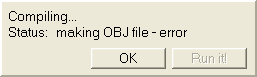 Compiling...
Status:  making OBJ file - error
OK
Run it!